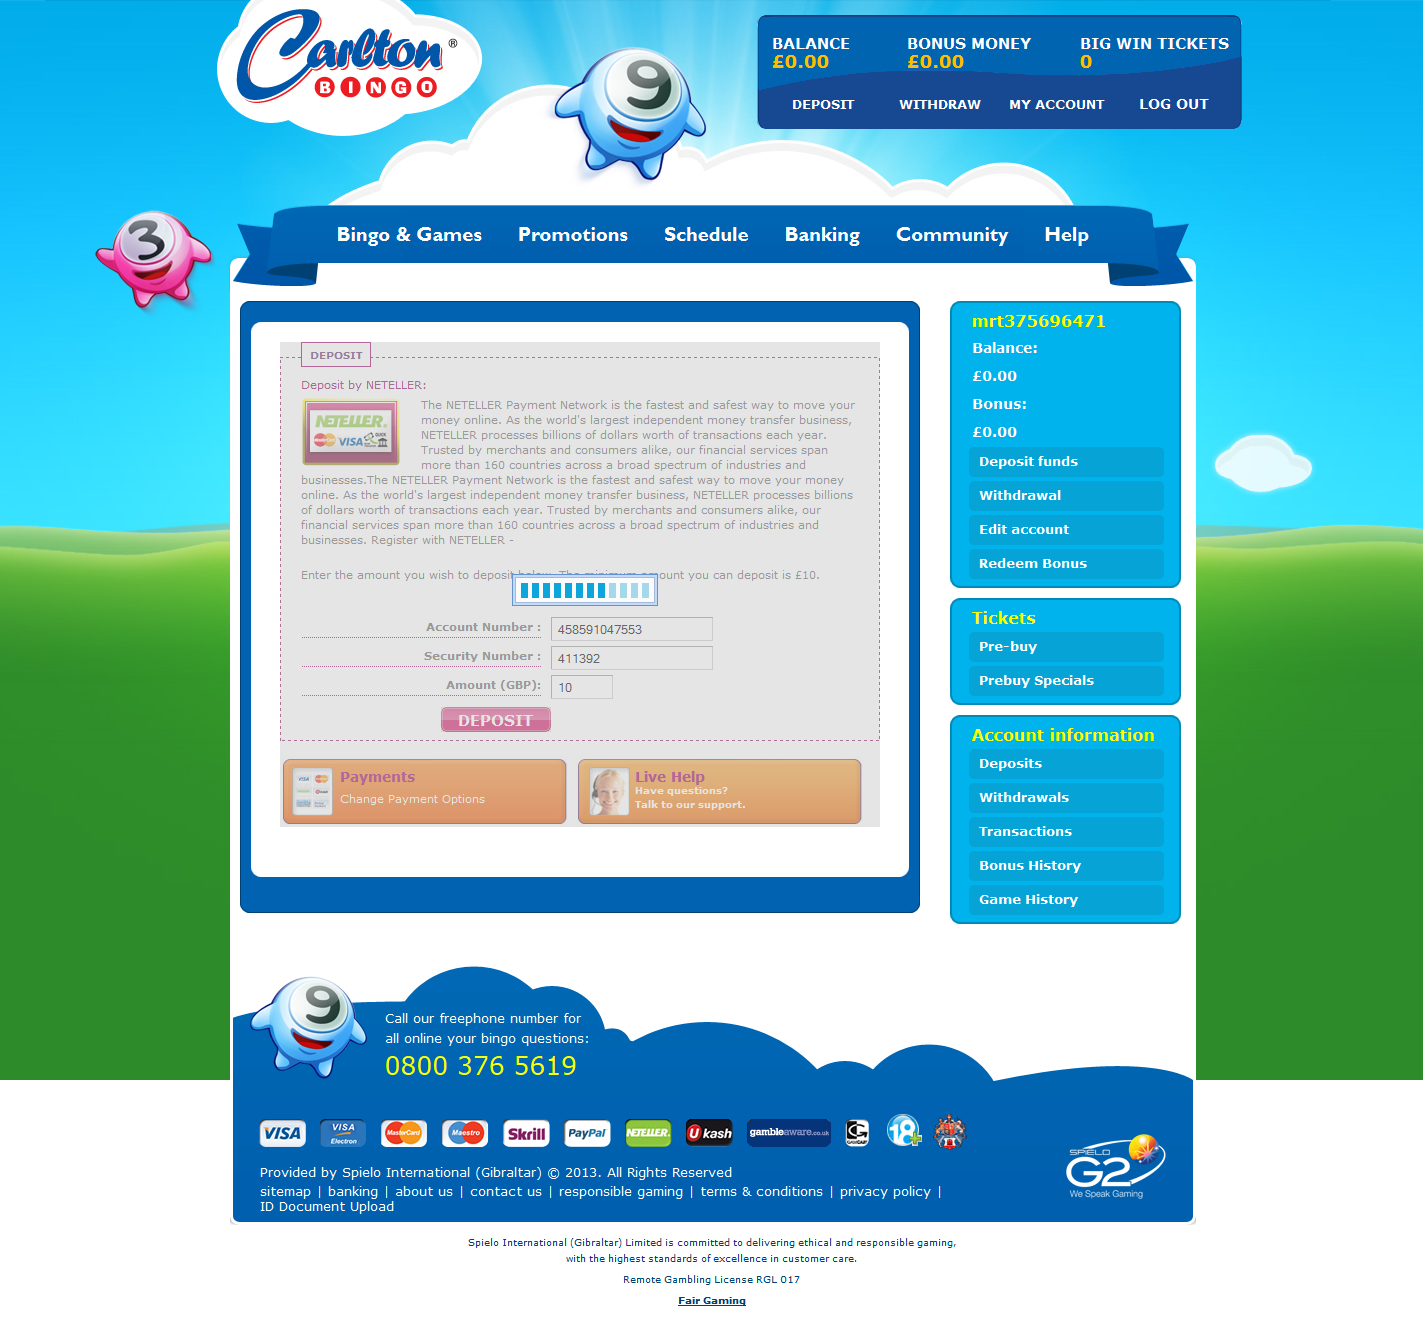 Carlton®
BINGO
BALANCE
£0.00
BONUS MONEY
£0.00
BIG WIN TICKETS
0
DEPOSIT
WITHDRAW
MY ACCOUNT
LOG OUT
9
3
Bingo & Games
Promotions
Schedule
Banking
Community
Help
DEPOSIT
Deposit by NETELLER:
NETELLER.
MasterCard VISA
The NETELLER Payment Network is the fastest and safest way to move your
money online. As the world's largest independent money transfer business,
NETELLER processes billions of dollars worth of transactions each year.
Trusted by merchants and consumers alike, our financial services span
more than 160 countries across a broad spectrum of industries and
businesses.The NETELLER Payment Network is the fastest and safest way to move your money
online. As the world's largest independent money transfer business, NETELLER processes billions
of dollars worth of transactions each year. Trusted by merchants and consumers alike, our
financial services span more than 160 countries across a broad spectrum of industries and
businesses. Register with NETELLER -
Enter the amount you wish to deposit below. The minimum amount you can deposit is £10.
Account Number :
458591047553
Security Number :
411392
Amount (GBP):
10
DEPOSIT
Payments
Change Payment Options
Live Help
Have questions?
Talk to our support.
mrt375696471
Balance:
£0.00
Bonus:
£0.00
Deposit funds
Withdrawal
Edit account
Redeem Bonus
Tickets
Pre-buy
Prebuy Specials
Account information
Deposits
Withdrawals
Transactions
Bonus History
Game History
9
Call our freephone number for
all online your bingo questions:
0800 376 5619
VISA
VISA Electron
MasterCard
Maestro
Skrill
PayPal
NETELLER.
Ukash
gambleaware.co.uk
18+
SPIELO
G2
We Speak Gaming
Provided by Spielo International (Gibraltar) © 2013. All Rights Reserved
sitemap | banking | about us | contact us | responsible gaming | terms & conditions | privacy policy |
ID Document Upload
Spielo International (Gibraltar) Limited is committed to delivering ethical and responsible gaming,
with the highest standards of excellence in customer care.
Remote Gambling License RGL 017
Fair Gaming